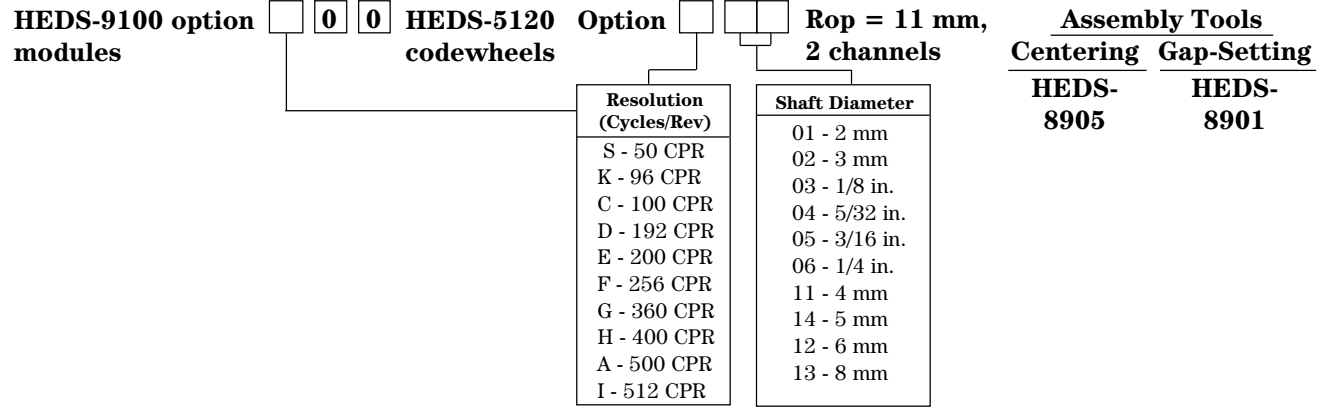 HEDS-9100 option 0 0 HEDS-5120 Option Rop = 11 mm,
modules codewheels 2 channels
Assembly Tools
Centering Gap-Setting
HEDS- HEDS-
8905 8901
Resolution
(Cycles/Rev)
S - 50 CPR
K - 96 CPR
C - 100 CPR
D - 192 CPR
E - 200 CPR
F - 256 CPR
G - 360 CPR
H - 400 CPR
A - 500 CPR
I - 512 CPR
Shaft Diameter
01 - 2 mm
02 - 3 mm
03 - 1/8 in.
04 - 5/32 in.
05 - 3/16 in.
06 - 1/4 in.
11 - 4 mm
14 - 5 mm
12 - 6 mm
13 - 8 mm